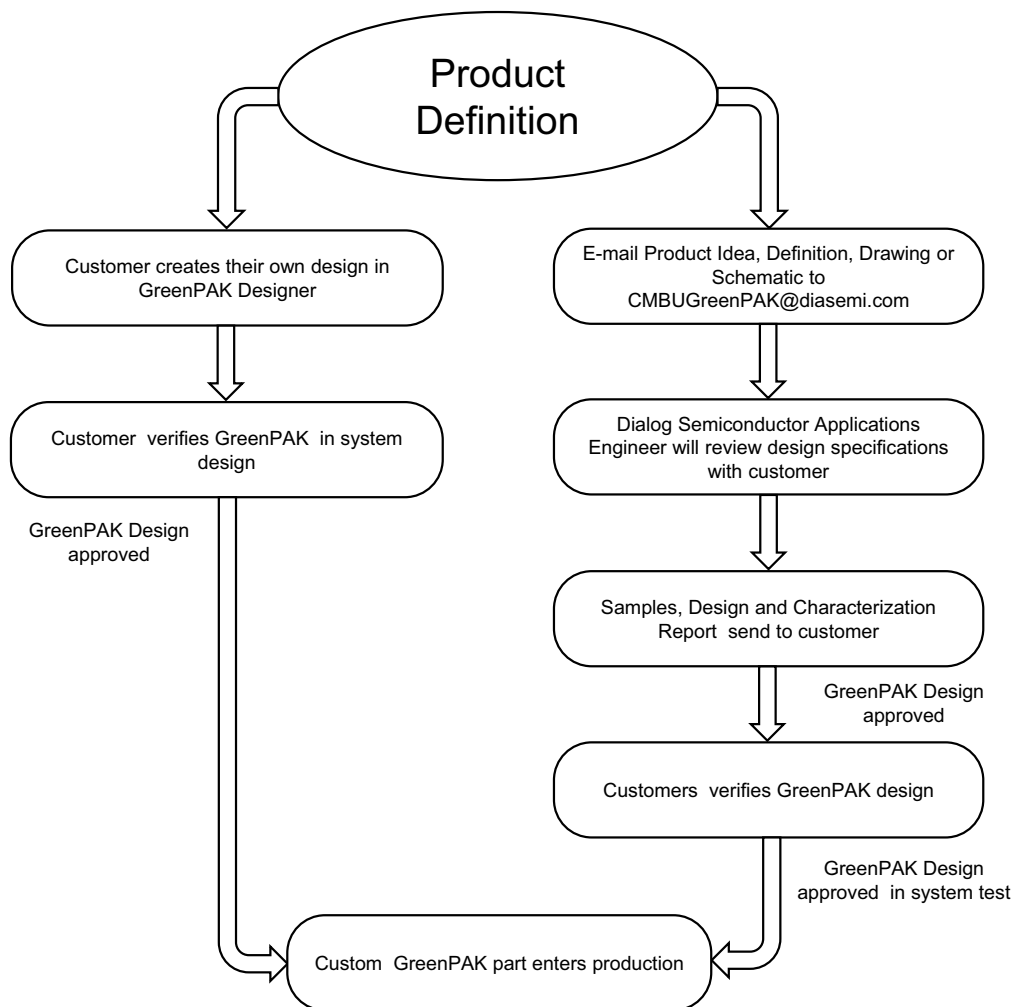 Product
Definition
Customer creates their own design in
GreenPAK Designer
Customer verifies GreenPAK in system
design
GreenPAK Design
approved
E-mail Product Idea, Definition, Drawing or
Schematic to
CMBUGreenPAK@diasemi.com
Dialog Semiconductor Applications
Engineer will review design specifications
with customer
Samples, Design and Characterization
Report send to customer
GreenPAK Design
approved
Customers verifies GreenPAK design
GreenPAK Design
approved in system test
Custom GreenPAK part enters production